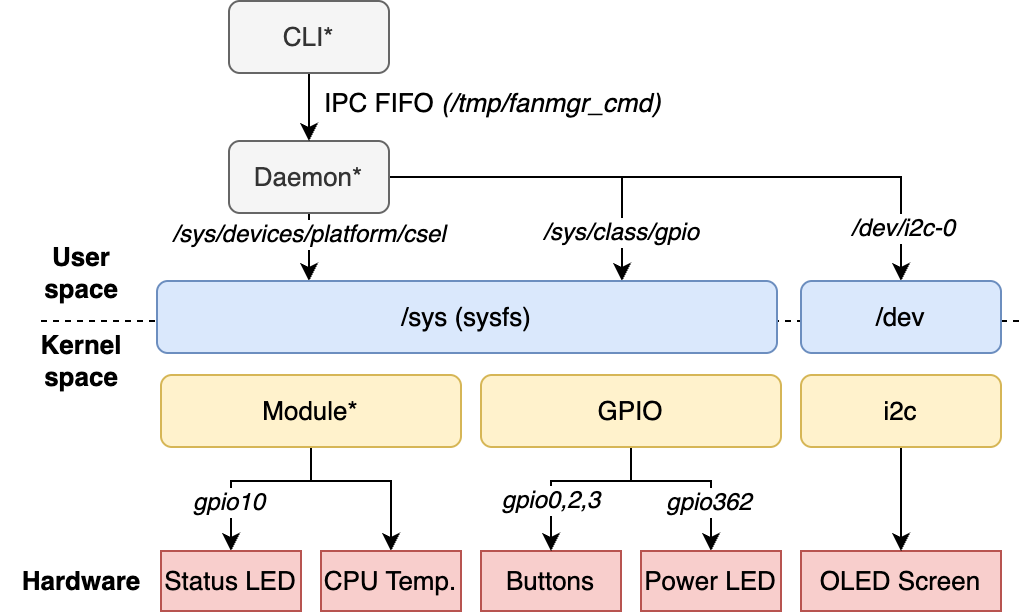 CLI*
IPC FIFO (/tmp/fanmgr_cmd)
Daemon*
/sys/devices/platform/csel
/sys/class/gpio
/dev/i2c-0
User
space
/sys (sysfs)
/dev
Kernel
space
Module*
GPIO
i2c
gpio10
gpio0,2,3
gpio362
Hardware
Status LED
CPU Temp.
Buttons
Power LED
OLED Screen